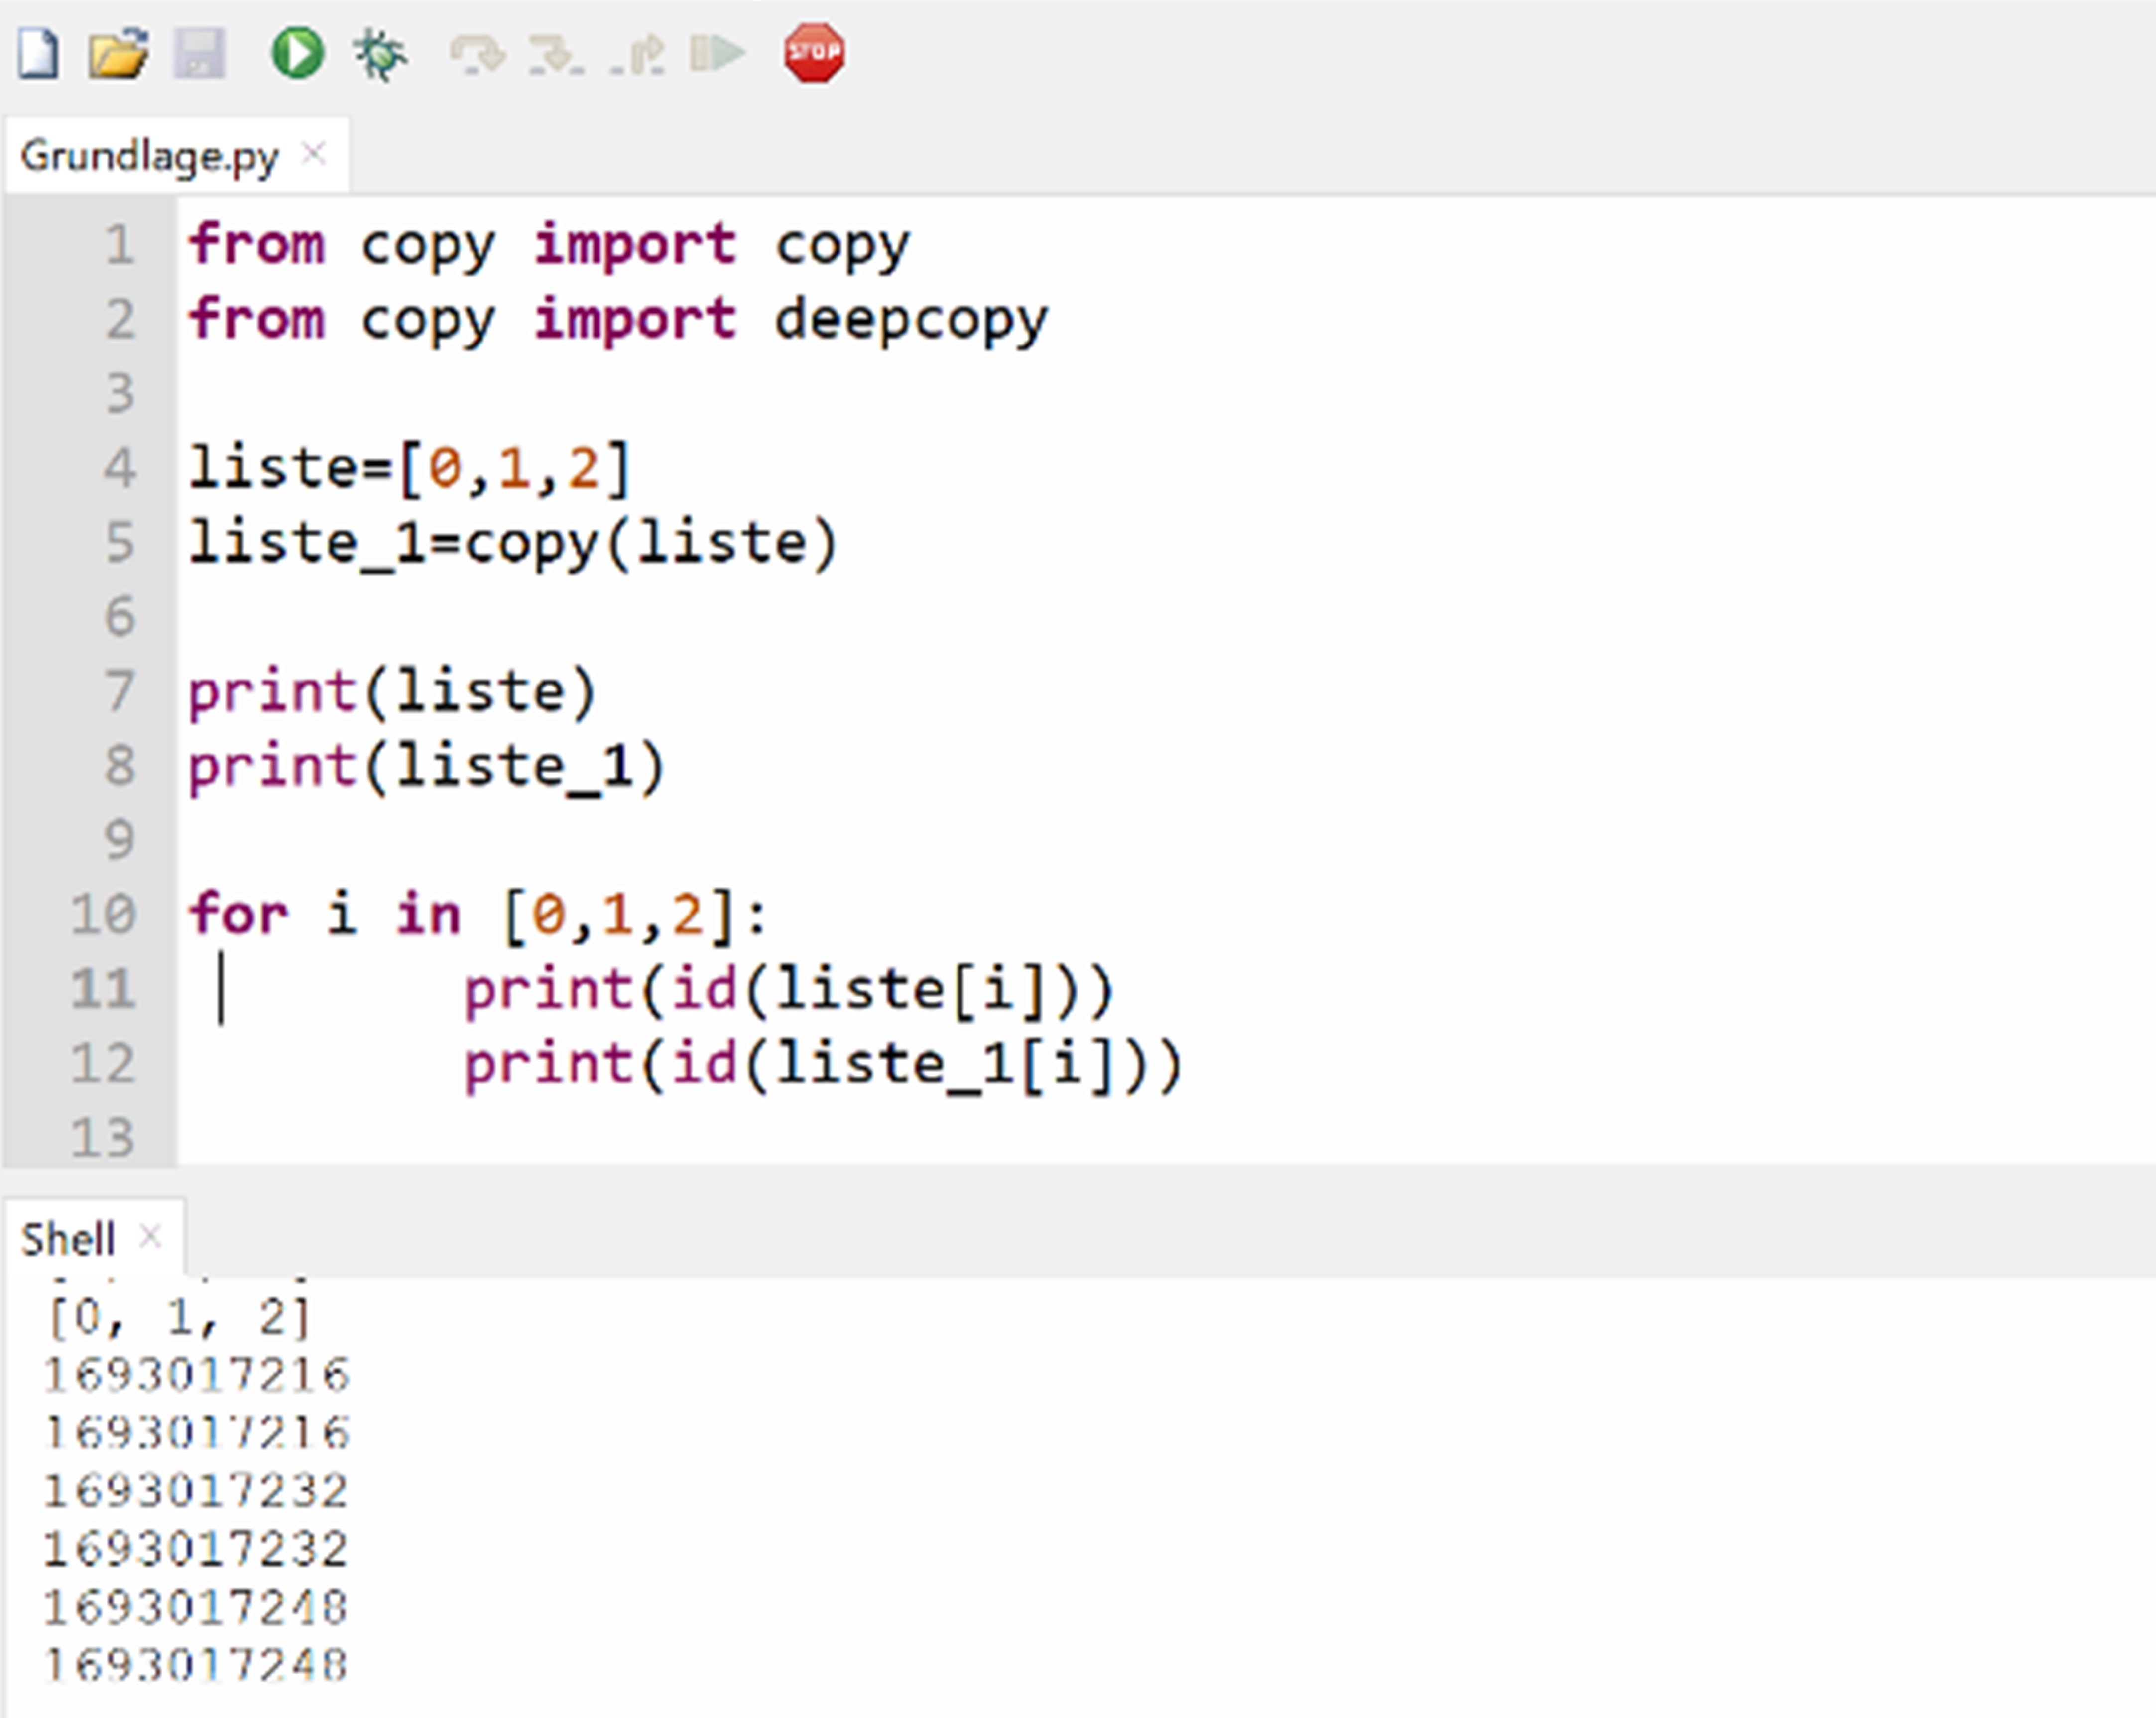 STOP
Grundlage.py
1 from copy import copy
2 from copy import deepcopy
3
4 liste=[0,1,2]
5 liste_1=copy(liste)
6
7 print(liste)
8 print(liste_1)
9
10 for i in [0,1,2]:
11 print(id(liste[i]))
12 print(id(liste_1[i]))
13
Shell
[0, 1, 2]
1693017216
1693017216
1693017232
1693017232
1693017248
1693017248